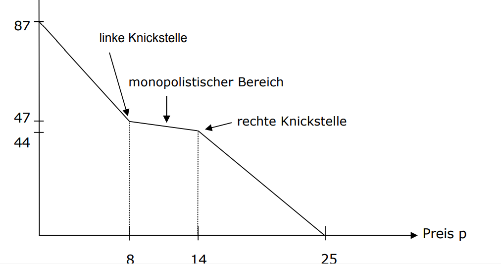 87
linke Knickstelle
monopolistischer Bereich
47
rechte Knickstelle
44
Preis p
8
14
25